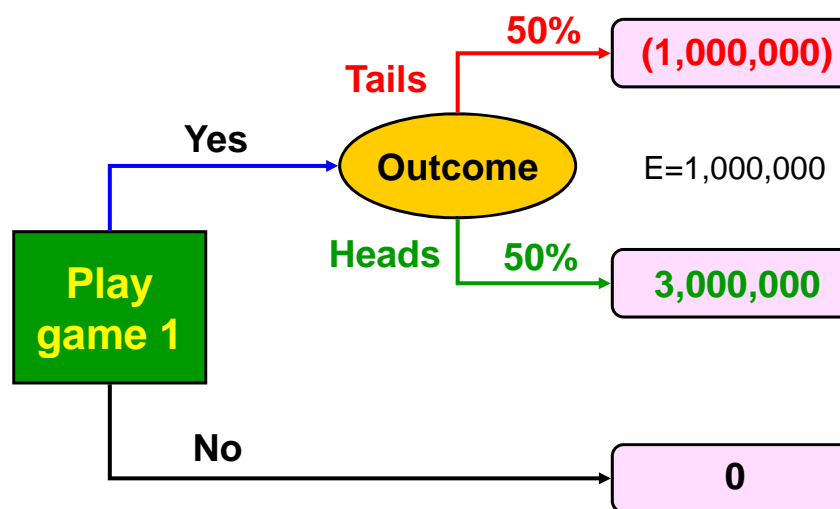 50%
(1,000,000)
Tails
Yes
Outcome
E=1,000,000
Heads
50%
3,000,000
Play
game 1
No
0